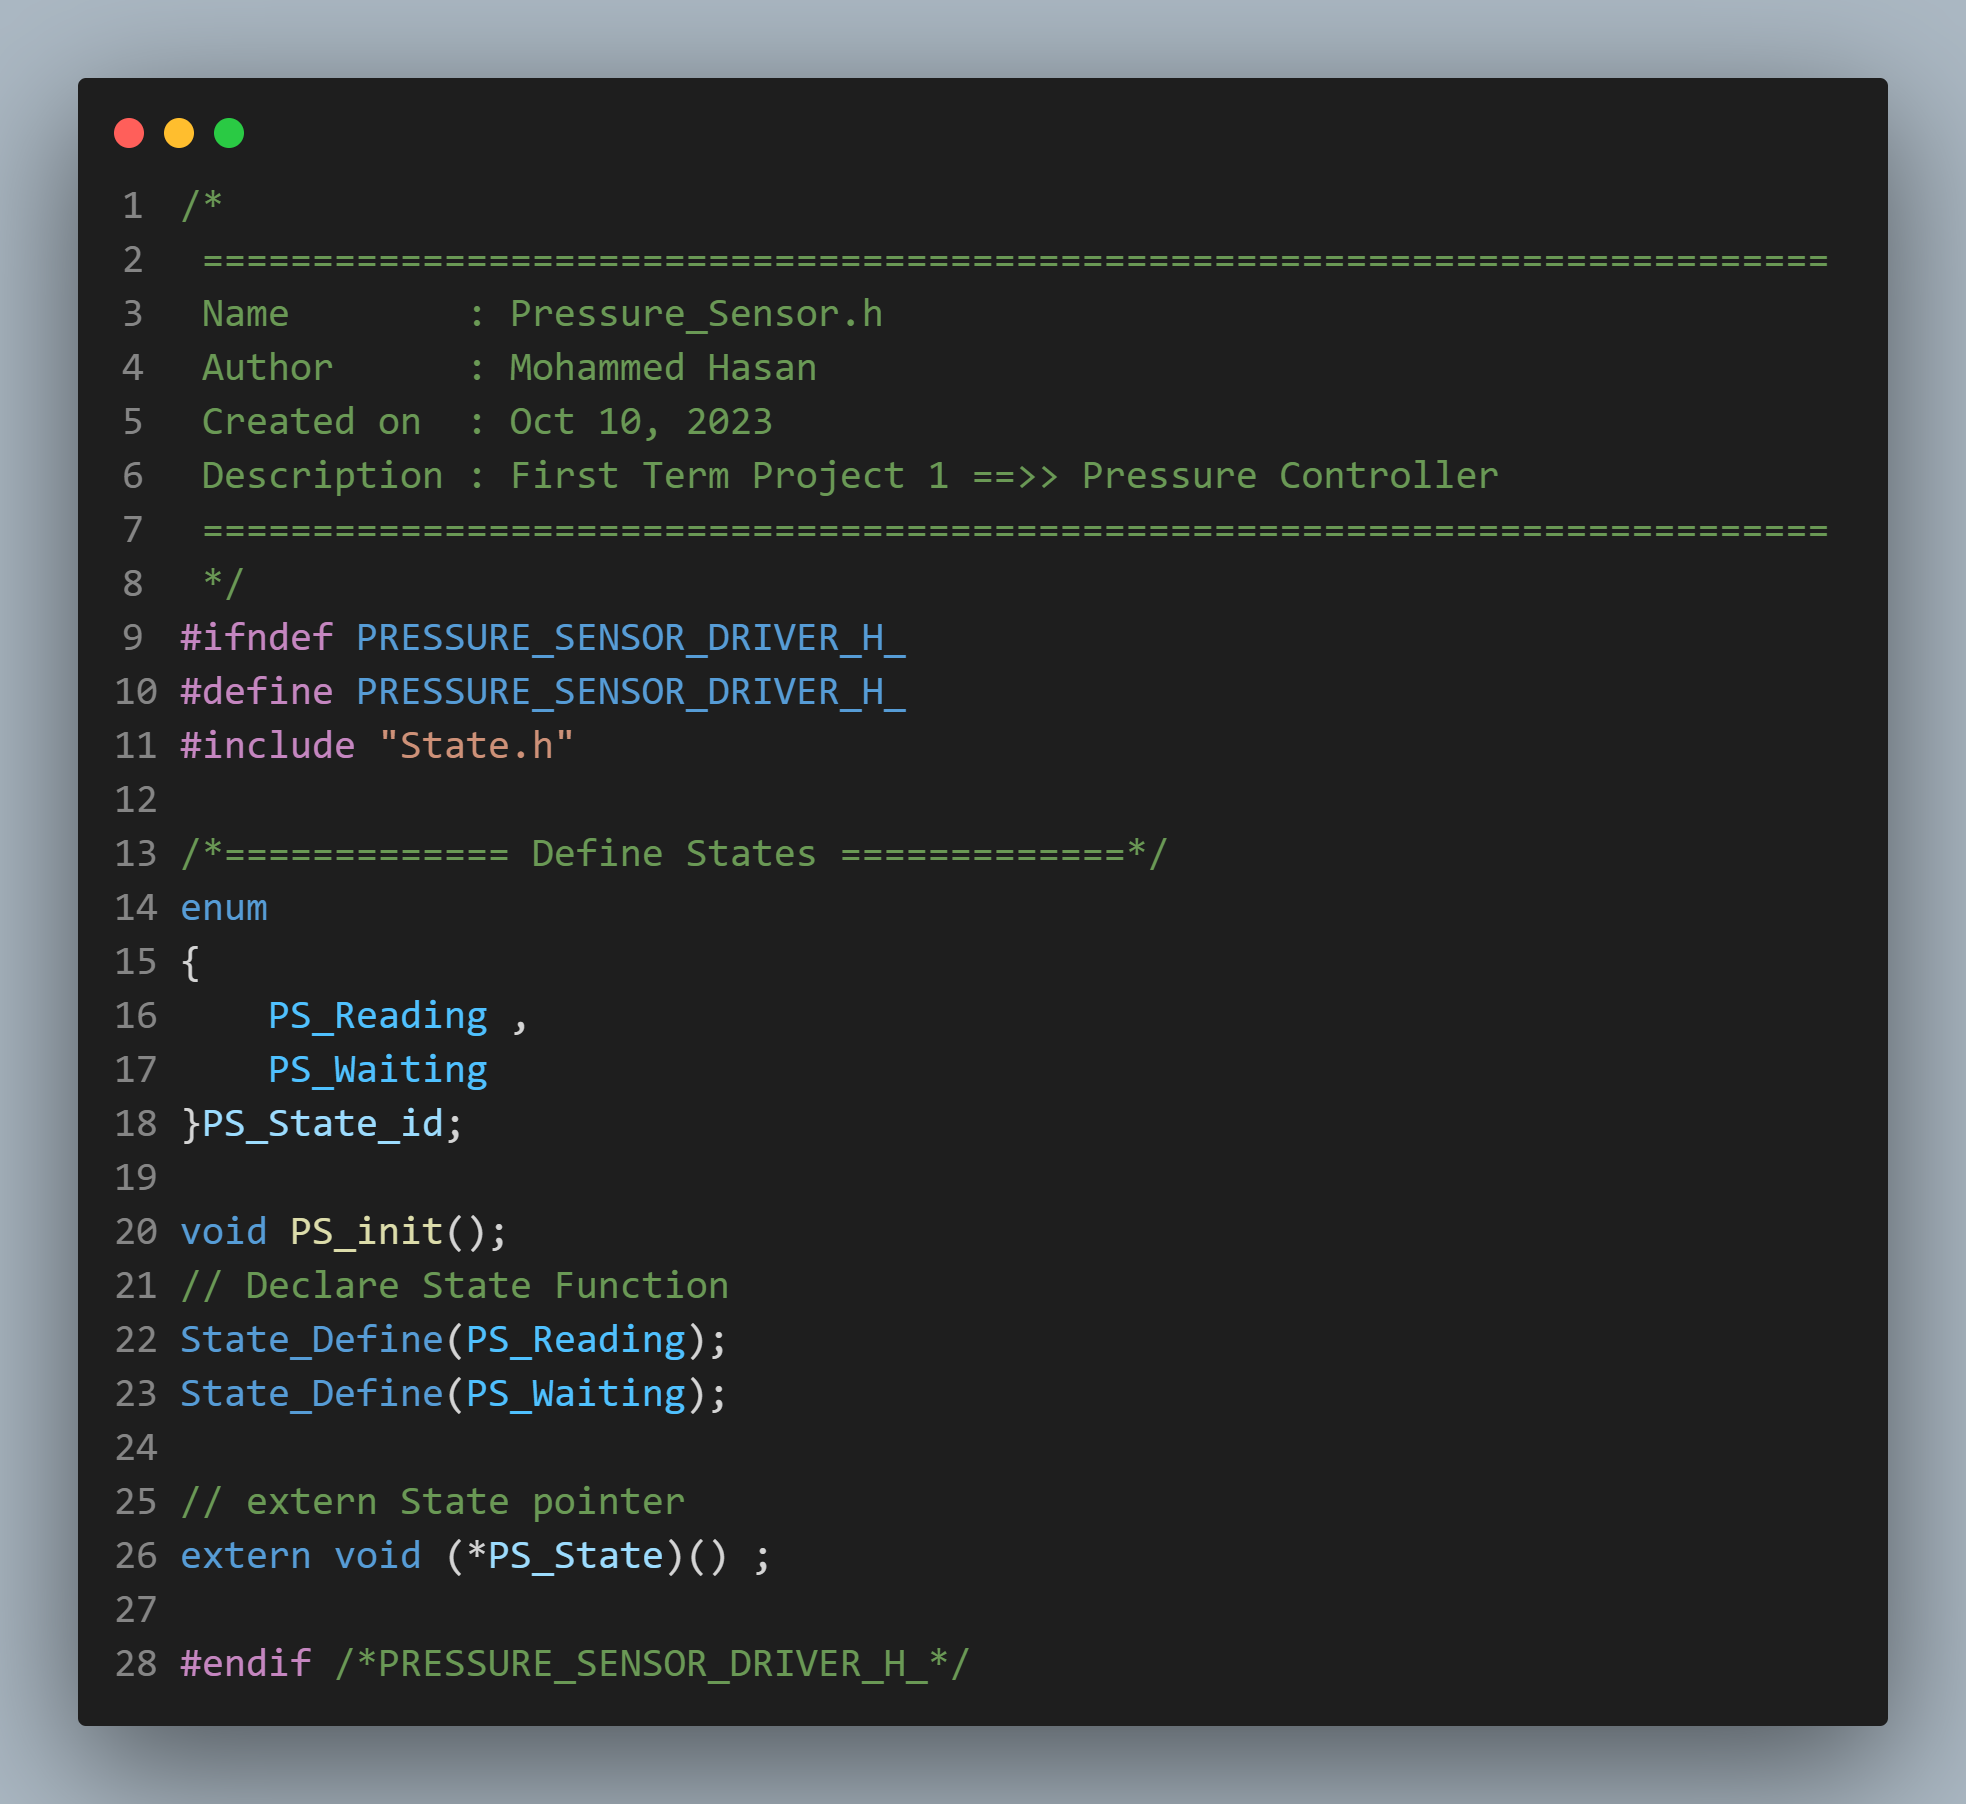 1 /*
2  ==========================================================================
3  Name        : Pressure_Sensor.h
4  Author      : Mohammed Hasan
5  Created on  : Oct 10, 2023
6  Description : First Term Project 1 ==>> Pressure Controller
7  ==========================================================================
8  */
9 #ifndef PRESSURE_SENSOR_DRIVER_H_
10 #define PRESSURE_SENSOR_DRIVER_H_
11 #include "State.h"
12
13 /*============= Define States =============*/
14 enum
15 {
16     PS_Reading ,
17     PS_Waiting
18 }PS_State_id;
19
20 void PS_init();
21 // Declare State Function
22 State_Define(PS_Reading);
23 State_Define(PS_Waiting);
24
25 // extern State pointer
26 extern void (*PS_State)() ;
27
28 #endif /*PRESSURE_SENSOR_DRIVER_H_*/